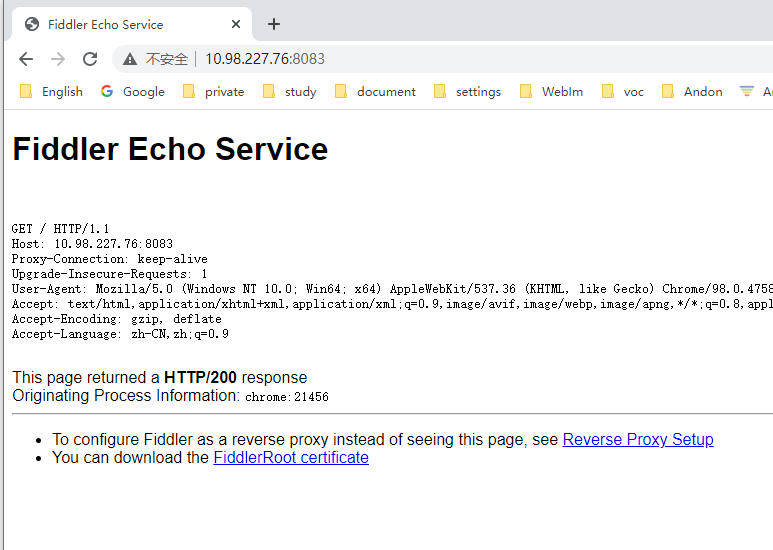 Fiddler Echo Service
不安全 10.98.227.76:8083
English Google private study document settings WebIm voc Andon
Fiddler Echo Service
GET / HTTP/1.1
Host: 10.98.227.76:8083
Proxy-Connection: keep-alive
Upgrade-Insecure-Requests: 1
User-Agent: Mozilla/5.0 (Windows NT 10.0; Win64; x64) AppleWebKit/537.36 (KHTML, like Gecko) Chrome/98.0.4758
Accept: text/html,application/xhtml+xml,application/xml;q=0.9,image/avif,image/webp,image/apng,*/*;q=0.8,appl
Accept-Encoding: gzip, deflate
Accept-Language: zh-CN,zh;q=0.9
This page returned a HTTP/200 response
Originating Process Information: chrome:21456
• To configure Fiddler as a reverse proxy instead of seeing this page, see Reverse Proxy Setup
• You can download the FiddlerRoot certificate